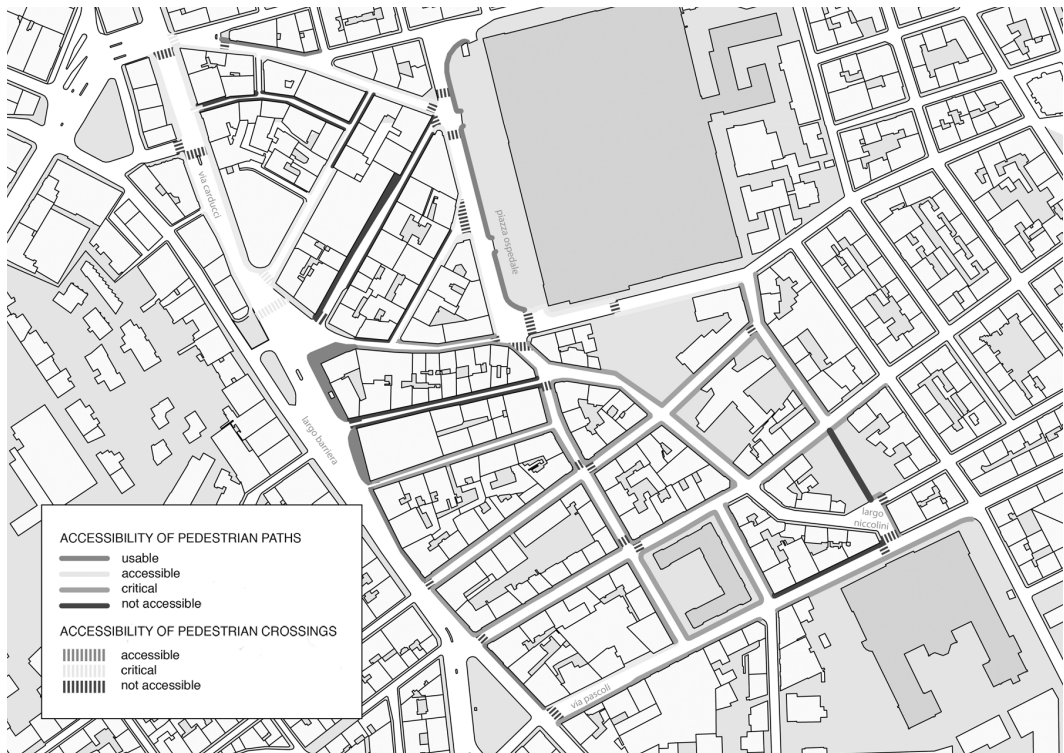 via carducci
piazza ospedale
largo barriera
largo
niccolini
via pascoli
ACCESSIBILITY OF PEDESTRIAN PATHS
usable
accessible
critical
not accessible
ACCESSIBILITY OF PEDESTRIAN CROSSINGS
accessible
critical
not accessible